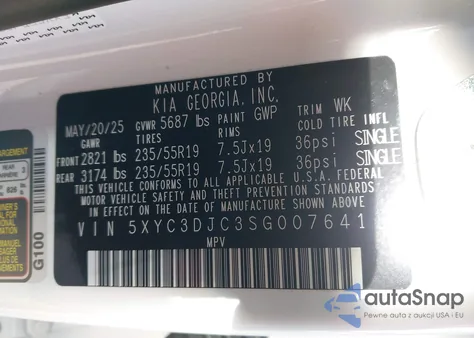 MANUFACTURED BY
KIA GEORGIA, INC.
MAY/20/25 GVWR 5687 lbs PAINT GWP TRIM WK
GAWR TIRES RIMS COLD TIRE INFL
FRONT 2821 lbs 235/55R19 7.5Jx19 36psi SINGLE
REAR 3174 lbs 235/55R19 7.5Jx19 36psi SINGLE
THIS VEHICLE CONFORMS TO ALL APPLICABLE U.S.A. FEDERAL
MOTOR VEHICLE SAFETY, BUMPER, AND THEFT PREVENTION
STANDARDS IN EFFECT ON THE DATE OF MANUFACTURE SHOWN ABOVE.
VIN 5XYC3DJC3SG007641
MPV
G100
autoSnap
Pewne auta z aukcji USA i EU